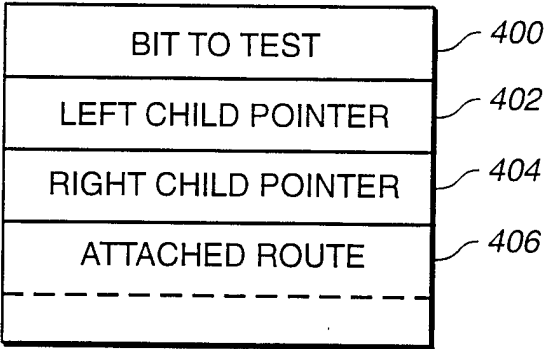 BIT TO TEST 400
LEFT CHILD POINTER 402
RIGHT CHILD POINTER 404
ATTACHED ROUTE 406